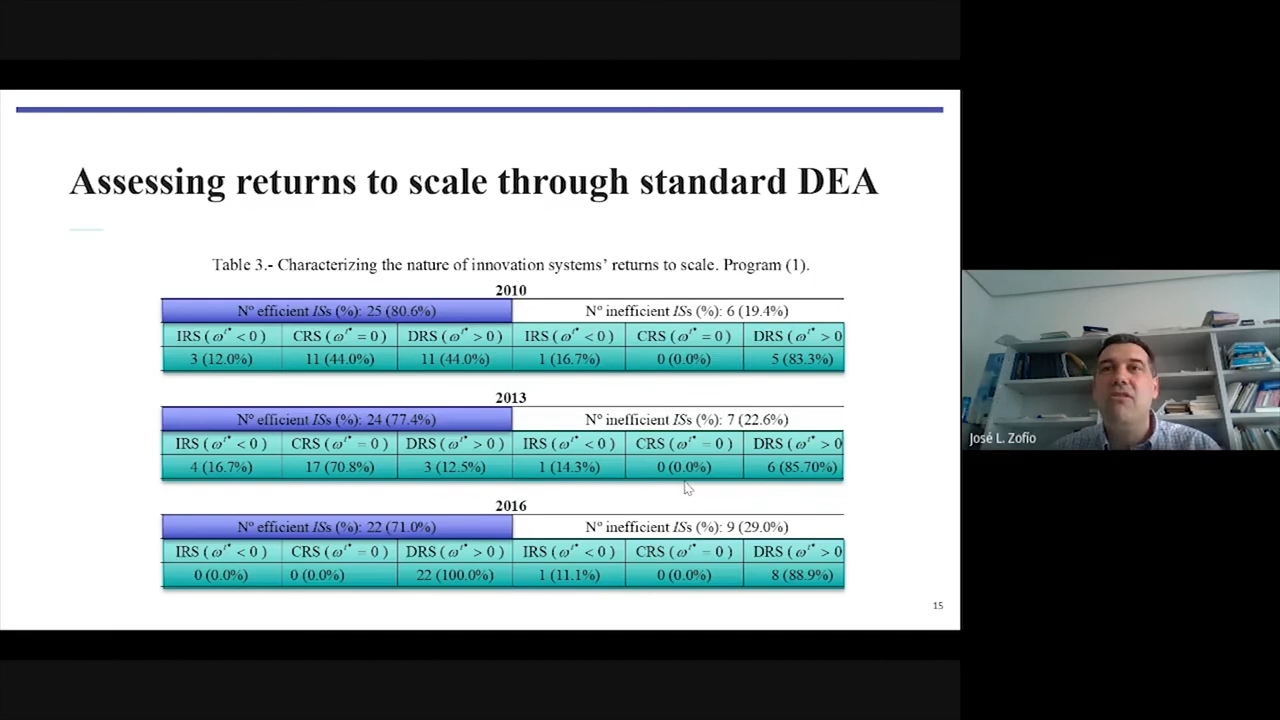 Assessing returns to scale through standard DEA
Table 3.- Characterizing the nature of innovation systems’ returns to scale. Program (1).
2010
Nº efficient ISs (%): 25 (80.6%) Nº inefficient ISs (%): 6 (19.4%)
IRS (ω^t* < 0) CRS (ω^t* = 0) DRS (ω^t* > 0) IRS (ω^t* < 0) CRS (ω^t* = 0) DRS (ω^t* > 0
3 (12.0%) 11 (44.0%) 11 (44.0%) 1 (16.7%) 0 (0.0%) 5 (83.3%)
2013
Nº efficient ISs (%): 24 (77.4%) Nº inefficient ISs (%): 7 (22.6%)
IRS (ω^t* < 0) CRS (ω^t* = 0) DRS (ω^t* > 0) IRS (ω^t* < 0) CRS (ω^t* = 0) DRS (ω^t* > 0
4 (16.7%) 17 (70.8%) 3 (12.5%) 1 (14.3%) 0 (0.0%) 6 (85.70%)
2016
Nº efficient ISs (%): 22 (71.0%) Nº inefficient ISs (%): 9 (29.0%)
IRS (ω^t* < 0) CRS (ω^t* = 0) DRS (ω^t* > 0) IRS (ω^t* < 0) CRS (ω^t* = 0) DRS (ω^t* > 0
0 (0.0%) 0 (0.0%) 22 (100.0%) 1 (11.1%) 0 (0.0%) 8 (88.9%)
15
José L. Zofío